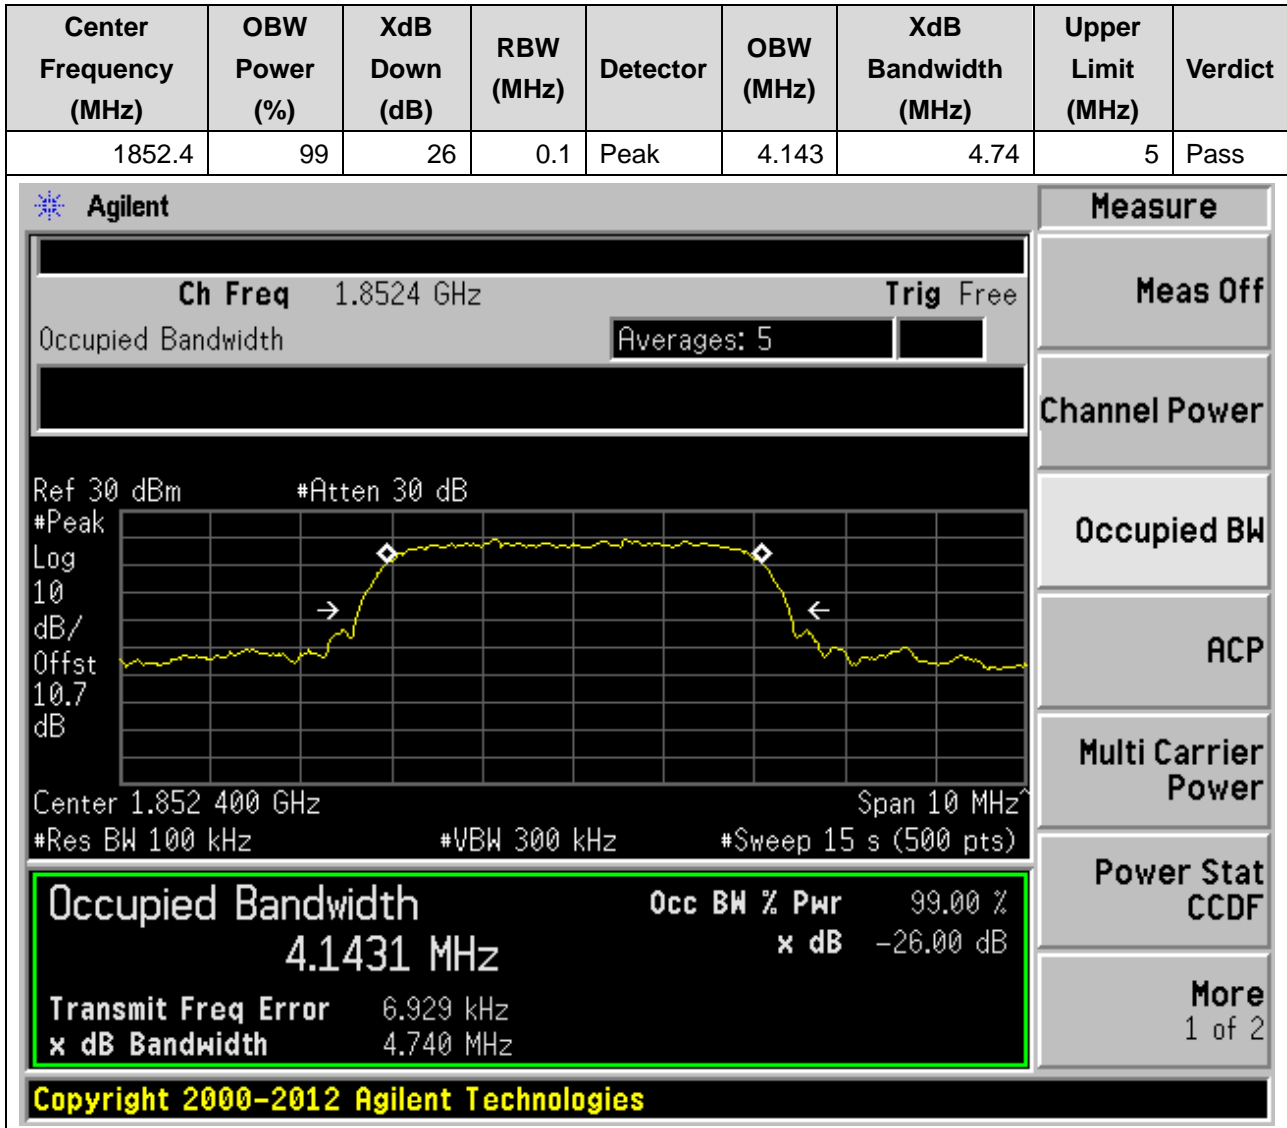 Center Frequency (MHz) OBW Power (%) XdB Down (dB) RBW (MHz) Detector OBW (MHz) XdB Bandwidth (MHz) Upper Limit (MHz) Verdict
1852.4 99 26 0.1 Peak 4.143 4.74 5 Pass
Agilent
Measure
Ch Freq 1.8524 GHz Trig Free
Meas Off
Occupied Bandwidth Averages: 5
Channel Power
Ref 30 dBm #Atten 30 dB
#Peak
Log
10
dB/
Offst
10.7
dB
Occupied BW
ACP
Center 1.852 400 GHz Span 10 MHz^
#Res BW 100 kHz #VBW 300 kHz #Sweep 15 s (500 pts)
Multi Carrier
Power
Occupied Bandwidth Occ BW % Pwr 99.00 %
4.1431 MHz x dB -26.00 dB
Power Stat
CCDF
Transmit Freq Error 6.929 kHz
x dB Bandwidth 4.740 MHz
More
1 of 2
Copyright 2000-2012 Agilent Technologies